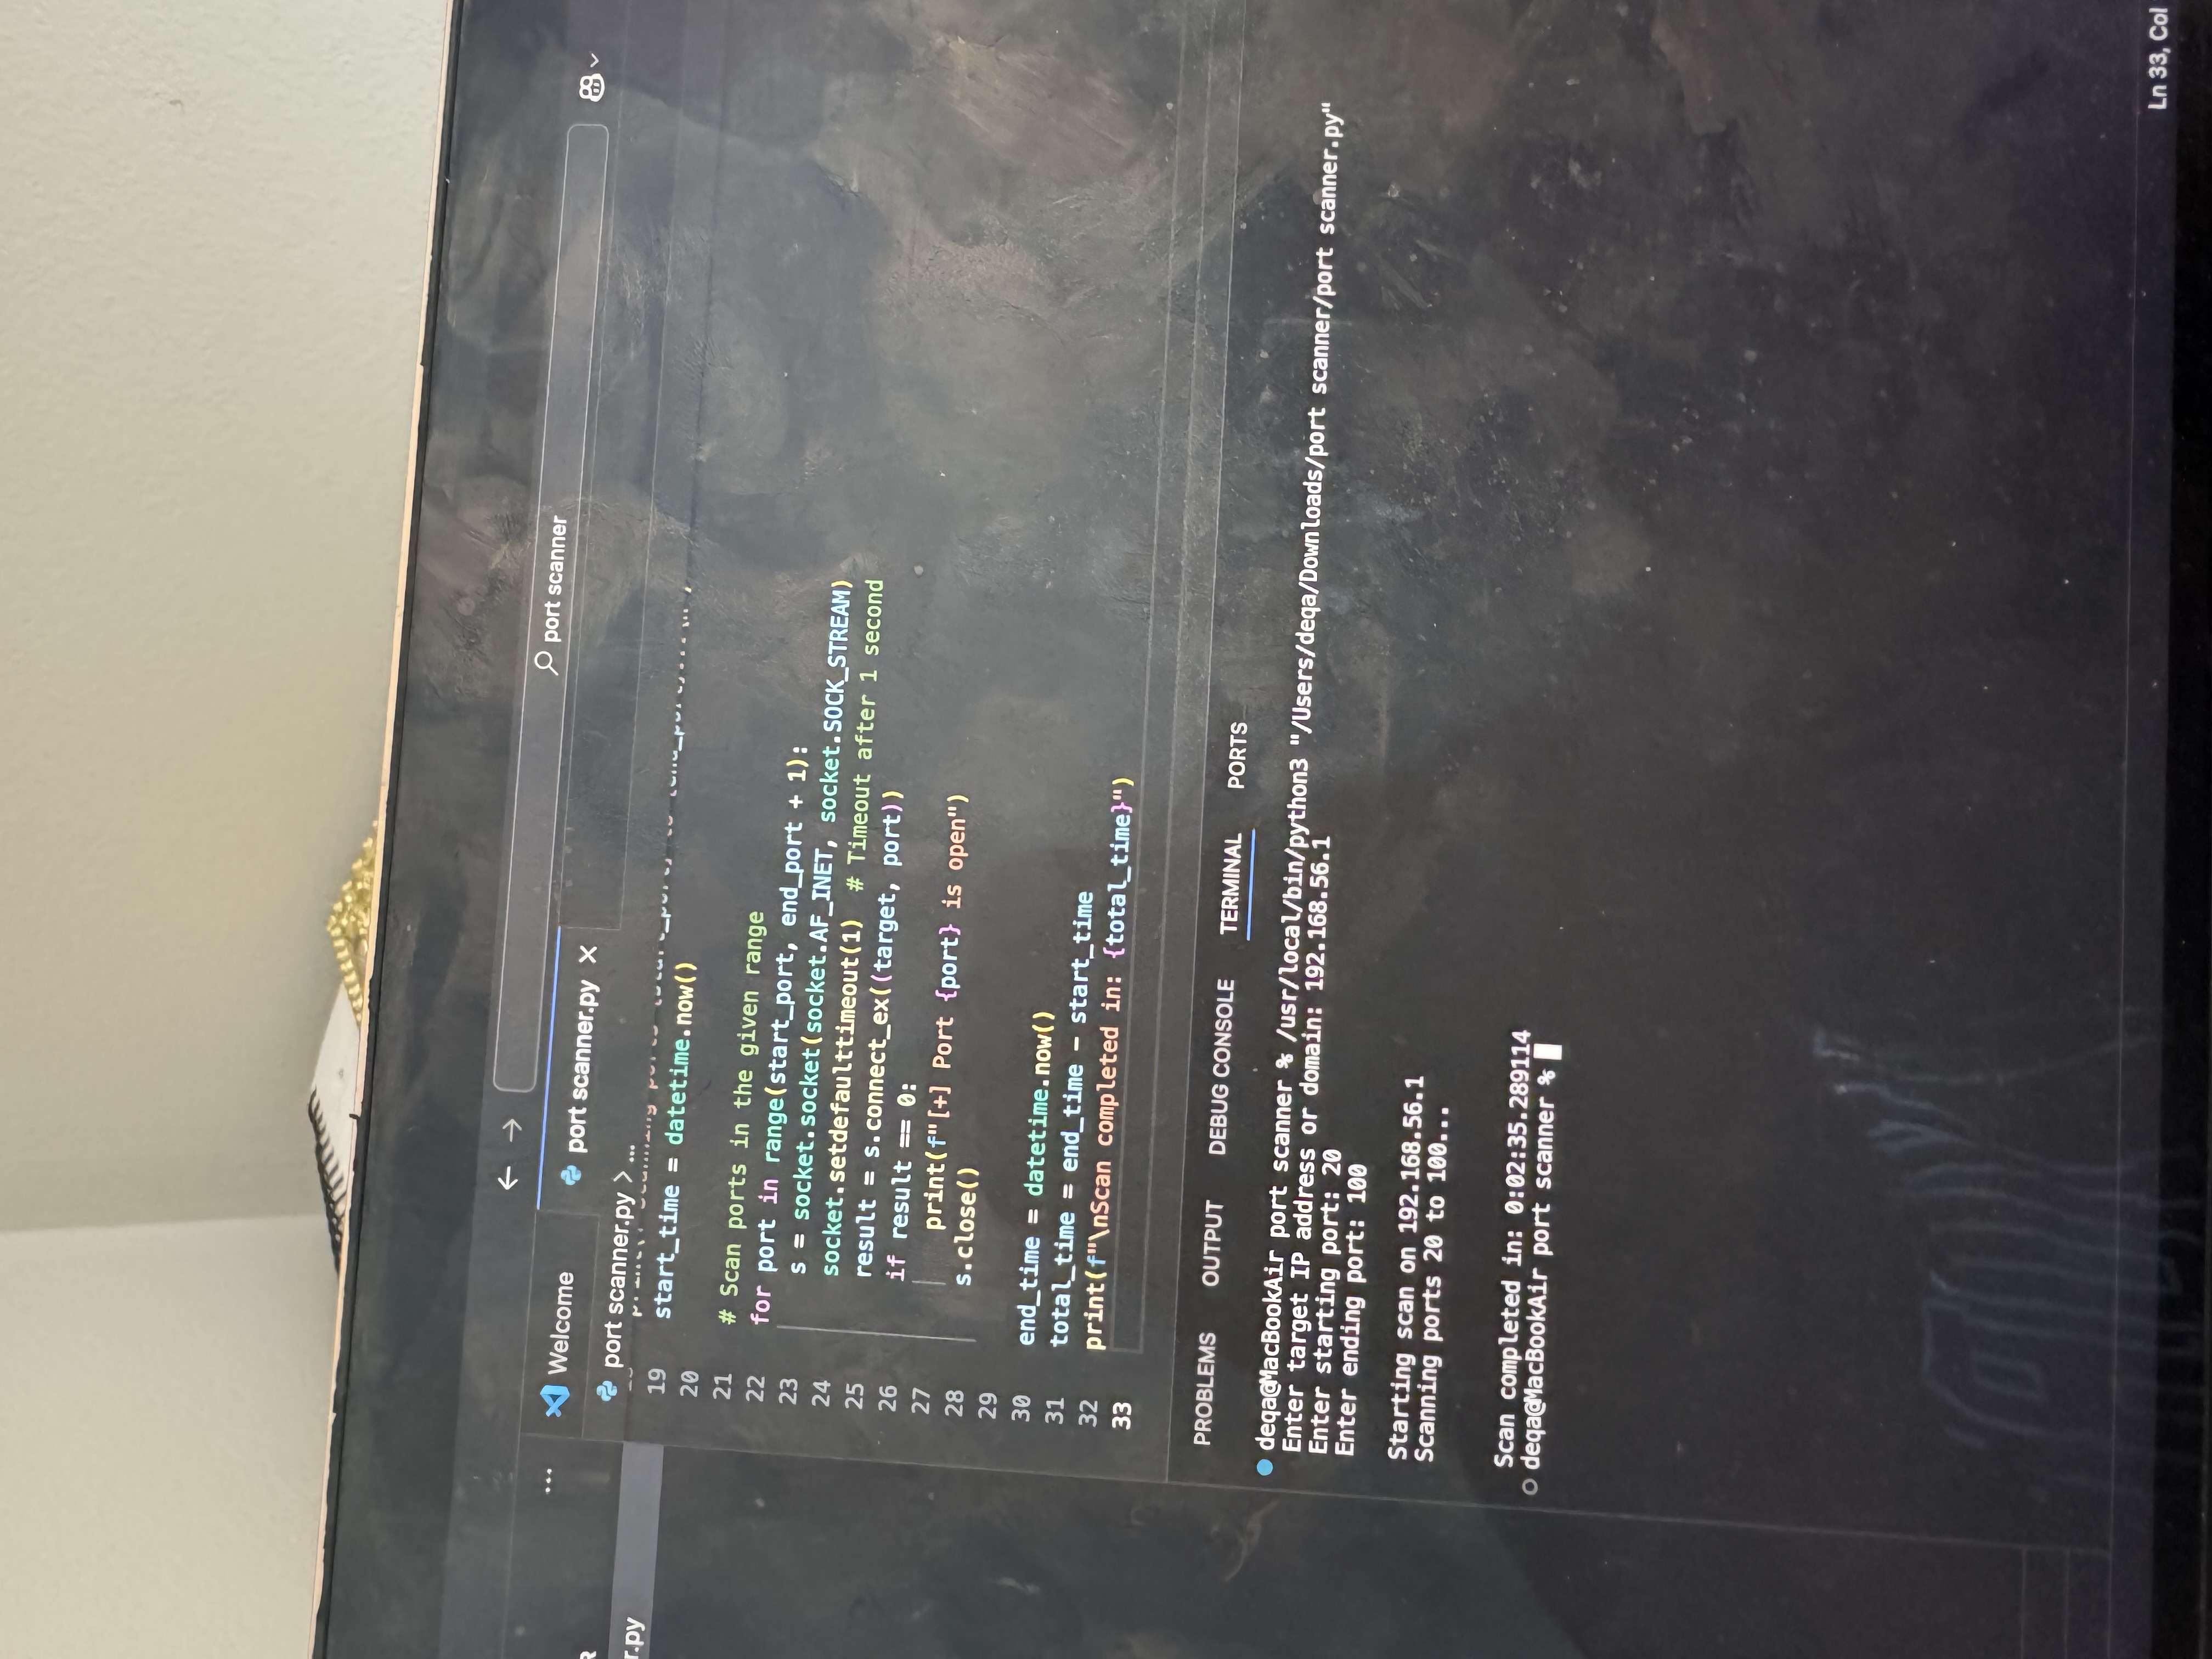 port scanner
...
Welcome
port scanner.py
R
r.py
port scanner.py > ...
19 start_time = datetime.now()
20
21 # Scan ports in the given range
22 for port in range(start_port, end_port + 1):
23 s = socket.socket(socket.AF_INET, socket.SOCK_STREAM)
24 socket.setdefaulttimeout(1) # Timeout after 1 second
25 result = s.connect_ex((target, port))
26 if result == 0:
27 print(f"[+] Port {port} is open")
28 s.close()
29
30 end_time = datetime.now()
31 total_time = end_time - start_time
32 print(f"\nScan completed in: {total_time}")
33
PROBLEMS OUTPUT DEBUG CONSOLE TERMINAL PORTS
deqa@MacBookAir port scanner % /usr/local/bin/python3 "/Users/deqa/Downloads/port scanner/port scanner.py"
Enter target IP address or domain: 192.168.56.1
Enter starting port: 20
Enter ending port: 100
Starting scan on 192.168.56.1
Scanning ports 20 to 100...
Scan completed in: 0:02:35.289114
deqa@MacBookAir port scanner %
Ln 33, Col